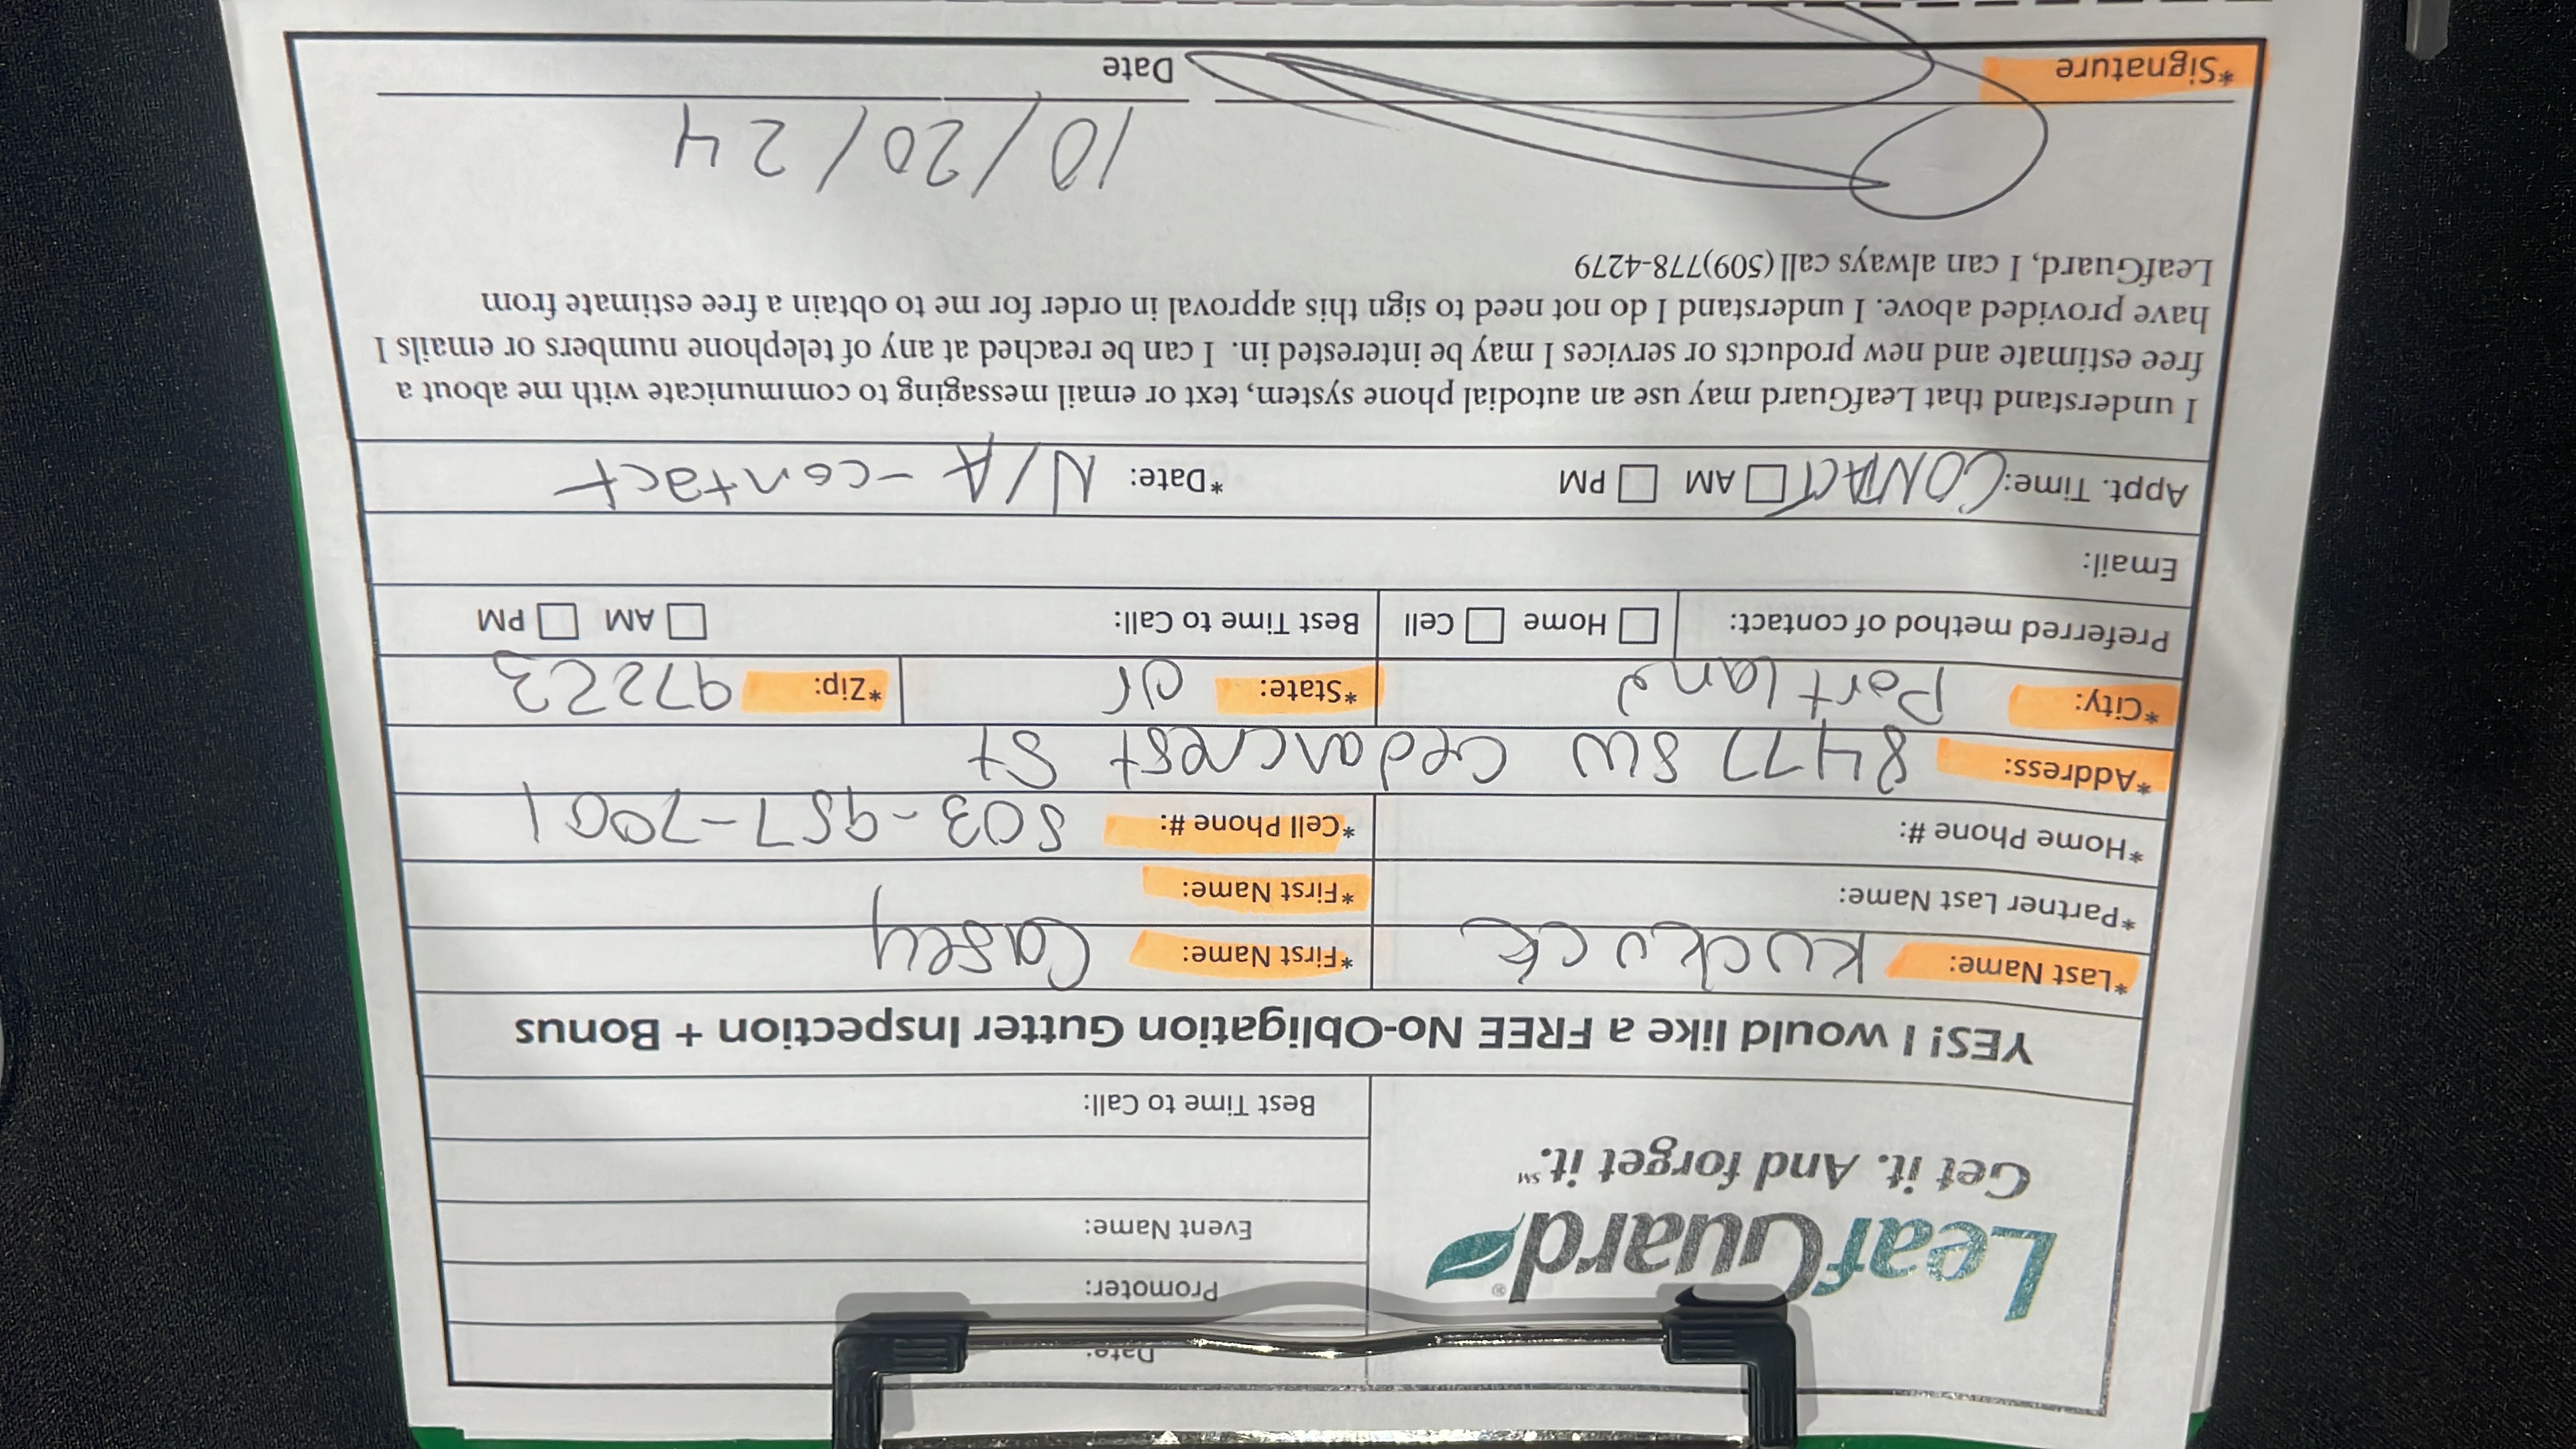 LeafGuard®
Get it. And forget it.℠
Date:
Promoter:
Event Name:
Best Time to Call:
YES! I would like a FREE No-Obligation Gutter Inspection + Bonus
*Last Name: Kuckuck *First Name: Casey
*Partner Last Name: *First Name:
*Home Phone #: *Cell Phone #: 503-957-7001
*Address: 8477 SW Cedarcrest St
*City: Portland *State: or *Zip: 97223
Preferred method of contact: ☐ Home ☐ Cell Best Time to Call: ☐ AM ☐ PM
Email:
Appt. Time: CONTACT ☐ AM ☐ PM *Date: N/A - contact
I understand that LeafGuard may use an autodial phone system, text or email messaging to communicate with me about a
free estimate and new products or services I may be interested in. I can be reached at any of telephone numbers or emails I
have provided above. I understand I do not need to sign this approval in order for me to obtain a free estimate from
LeafGuard, I can always call (509)778-4279
10/20/24
*Signature Date